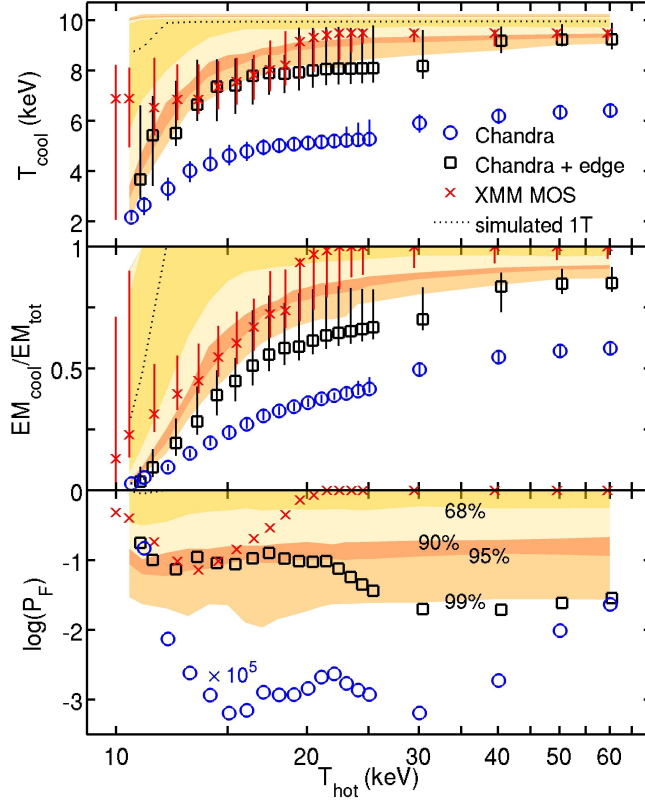 10
8
6
4
2
T_cool (keV)
Chandra
Chandra + edge
XMM MOS
simulated 1T
1
0.5
0
EM_cool/EM_tot
68%
90%
95%
99%
× 10^5
-1
-2
-3
log(P_F)
10
20
30
40
50
60
T_hot (keV)